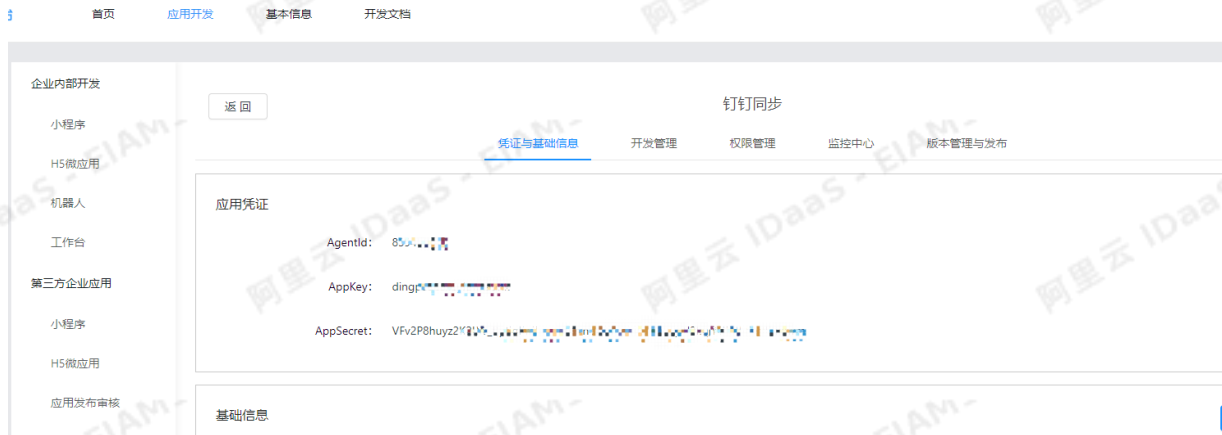 首页 应用开发 基本信息 开发文档
企业内部开发
小程序
H5微应用
机器人
工作台
第三方企业应用
小程序
H5微应用
应用发布审核
返回
钉钉同步
凭证与基础信息 开发管理 权限管理 监控中心 版本管理与发布
应用凭证
AgentId:
AppKey: ding
AppSecret: VFv2P8huyz2
基础信息
阿里云 IDaaS - EIAM-